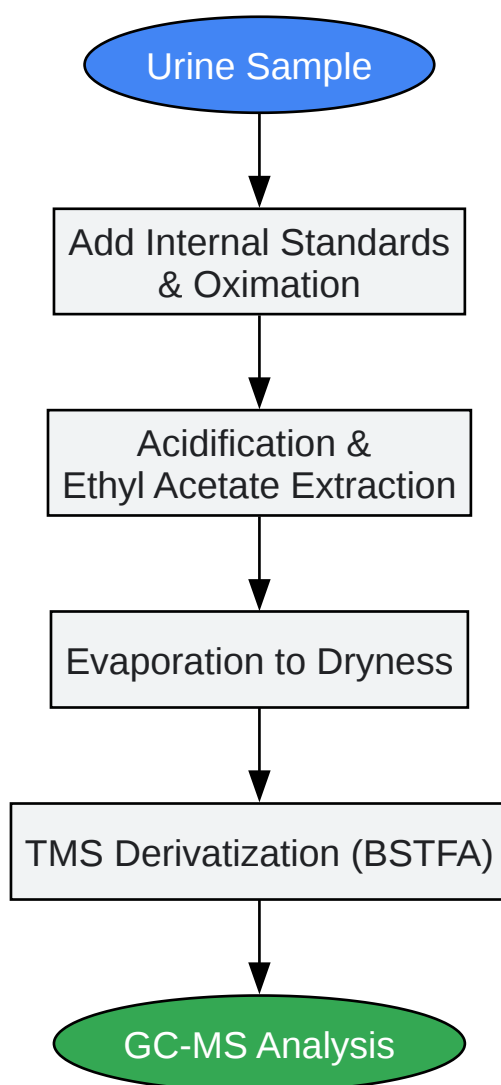 Urine Sample
Add Internal Standards
& Oximation
Acidification &
Ethyl Acetate Extraction
Evaporation to Dryness
TMS Derivatization (BSTFA)
GC-MS Analysis